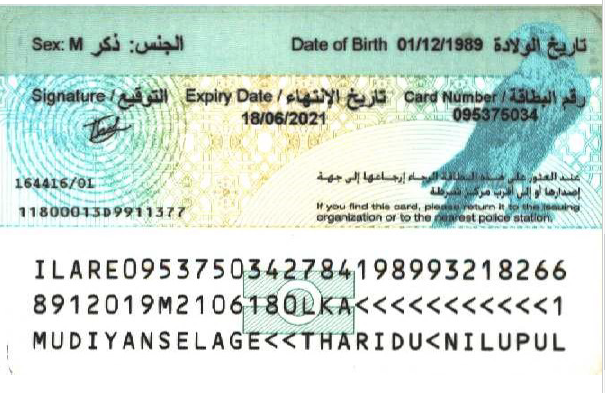 Sex: M الجنس: ذكر Date of Birth 01/12/1989 تاريخ الولادة
Signature / التوقيع Expiry Date / تاريخ الإنتهاء Card Number / رقم البطاقة
18/06/2021 095375034
164416/01
عند العثور على هذه البطاقة الرجاء إرجاعها إلى جهة
إصدارها أو إلى أقرب مركز شرطة
If you find this card, please return it to the issuing
organization or to the nearest police station.
11800013D9911377
ILARE0953750342784198993218266
8912019M2106180LKA<<<<<<<<<<<1
MUDIYANSELAGE<<THARIDU<NILUPUL